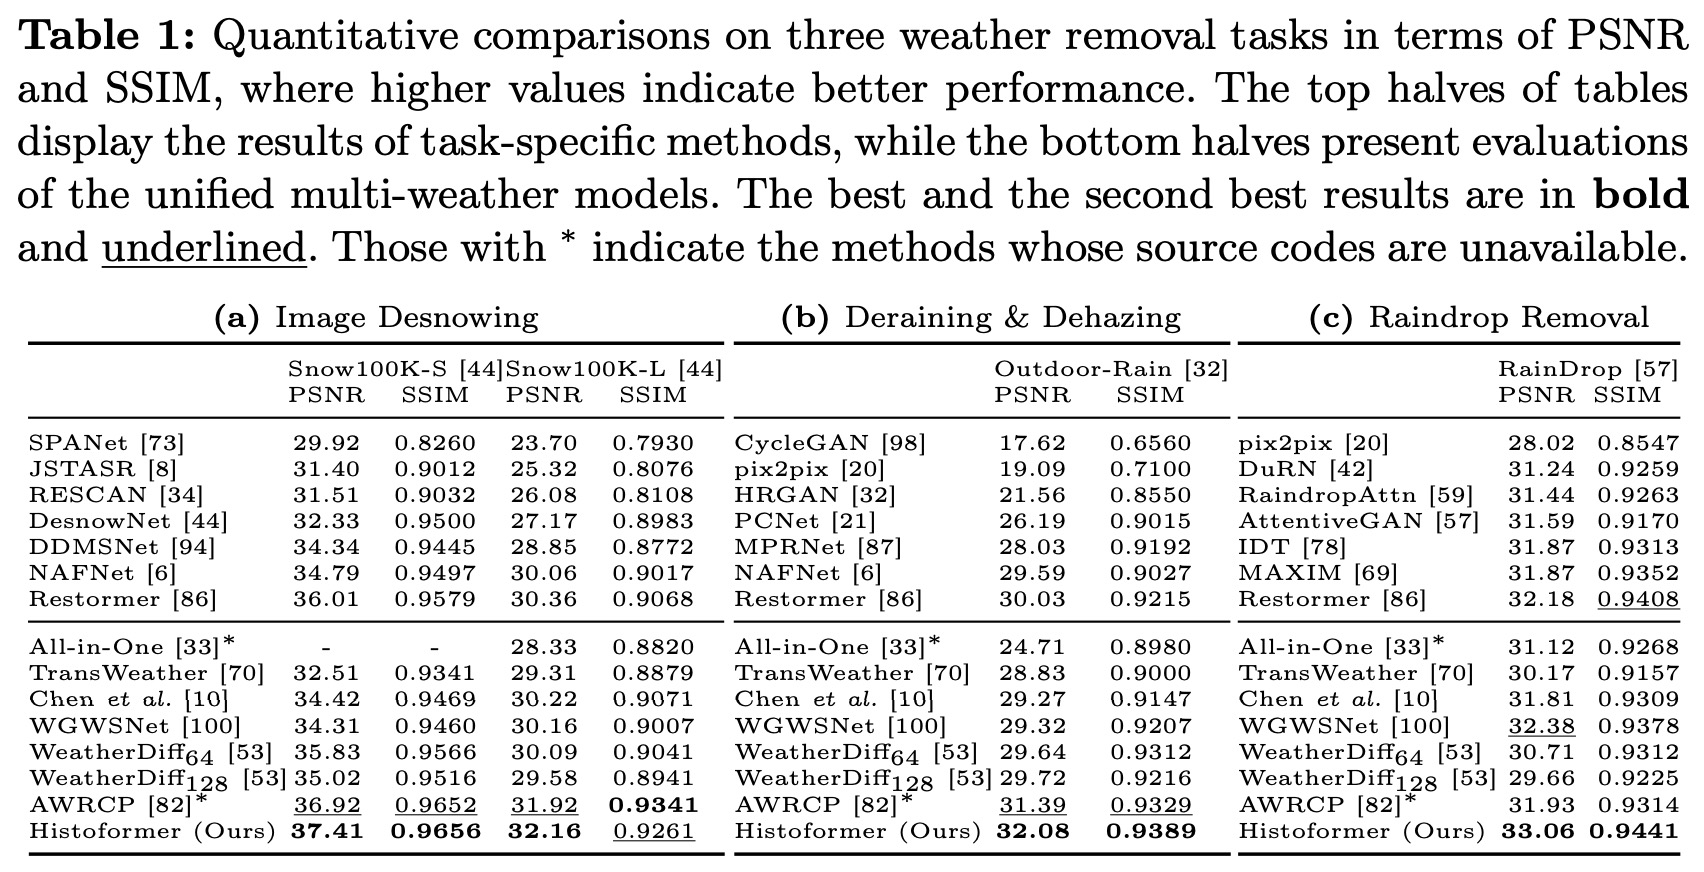 Table 1: Quantitative comparisons on three weather removal tasks in terms of PSNR
and SSIM, where higher values indicate better performance. The top halves of tables
display the results of task-specific methods, while the bottom halves present evaluations
of the unified multi-weather models. The best and the second best results are in bold
and underlined. Those with * indicate the methods whose source codes are unavailable.
(a) Image Desnowing
Snow100K-S [44] Snow100K-L [44]
PSNR SSIM PSNR SSIM
SPANet [73] 29.92 0.8260 23.70 0.7930
JSTASR [8] 31.40 0.9012 25.32 0.8076
RESCAN [34] 31.51 0.9032 26.08 0.8108
DesnowNet [44] 32.33 0.9500 27.17 0.8983
DDMSNet [94] 34.34 0.9445 28.85 0.8772
NAFNet [6] 34.79 0.9497 30.06 0.9017
Restormer [86] 36.01 0.9579 30.36 0.9068
All-in-One [33]* - - 28.33 0.8820
TransWeather [70] 32.51 0.9341 29.31 0.8879
Chen et al. [10] 34.42 0.9469 30.22 0.9071
WGWSNet [100] 34.31 0.9460 30.16 0.9007
WeatherDiff64 [53] 35.83 0.9566 30.09 0.9041
WeatherDiff128 [53] 35.02 0.9516 29.58 0.8941
AWRCP [82]* 36.92 0.9652 31.92 0.9341
Histoformer (Ours) 37.41 0.9656 32.16 0.9261
(b) Deraining & Dehazing
Outdoor-Rain [32]
PSNR SSIM
CycleGAN [98] 17.62 0.6560
pix2pix [20] 19.09 0.7100
HRGAN [32] 21.56 0.8550
PCNet [21] 26.19 0.9015
MPRNet [87] 28.03 0.9192
NAFNet [6] 29.59 0.9027
Restormer [86] 30.03 0.9215
All-in-One [33]* 24.71 0.8980
TransWeather [70] 28.83 0.9000
Chen et al. [10] 29.27 0.9147
WGWSNet [100] 29.32 0.9207
WeatherDiff64 [53] 29.64 0.9312
WeatherDiff128 [53] 29.72 0.9216
AWRCP [82]* 31.39 0.9329
Histoformer (Ours) 32.08 0.9389
(c) Raindrop Removal
RainDrop [57]
PSNR SSIM
pix2pix [20] 28.02 0.8547
DuRN [42] 31.24 0.9259
RaindropAttn [59] 31.44 0.9263
AttentiveGAN [57] 31.59 0.9170
IDT [78] 31.87 0.9313
MAXIM [69] 31.87 0.9352
Restormer [86] 32.18 0.9408
All-in-One [33]* 31.12 0.9268
TransWeather [70] 30.17 0.9157
Chen et al. [10] 31.81 0.9309
WGWSNet [100] 32.38 0.9378
WeatherDiff64 [53] 30.71 0.9312
WeatherDiff128 [53] 29.66 0.9225
AWRCP [82]* 31.93 0.9314
Histoformer (Ours) 33.06 0.9441